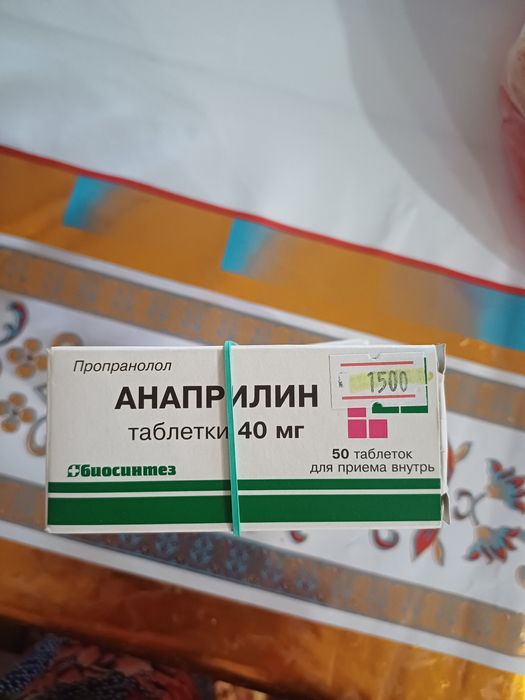 Пропранолол
АНАПРИЛИН
таблетки 40 мг
биосинтез
1500
50 таблеток
для приема внутрь